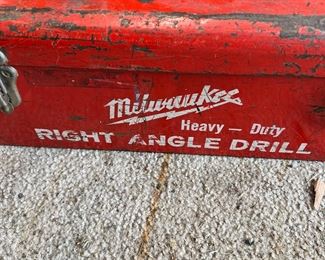 Milwaukee
Heavy — Duty
RIGHT ANGLE DRILL